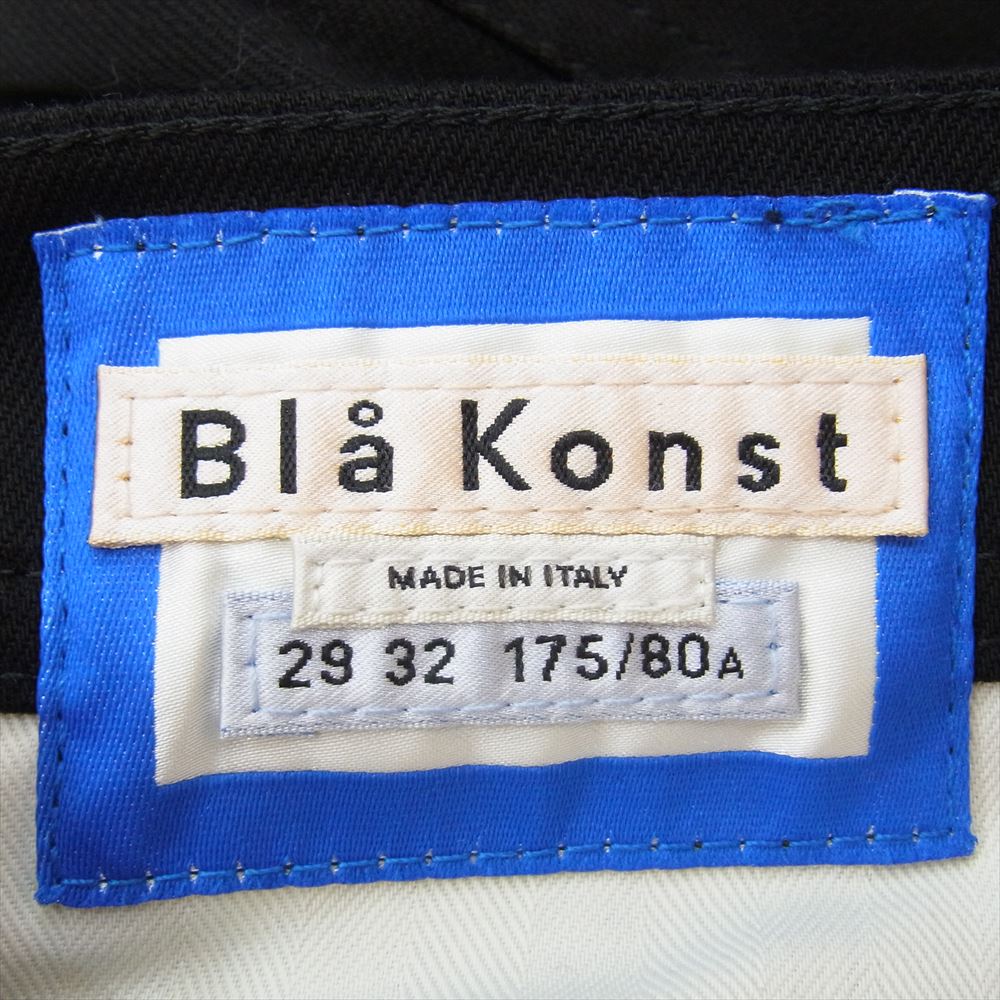 Blå Konst
MADE IN ITALY
29 32 175/80A